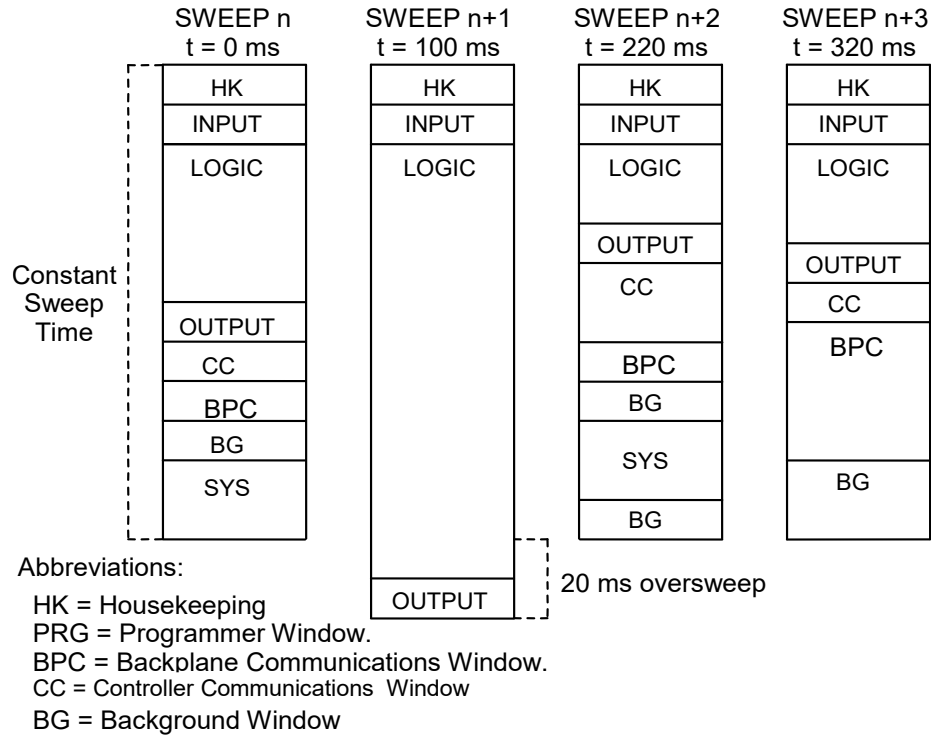 SWEEP n
t = 0 ms
SWEEP n+1
t = 100 ms
SWEEP n+2
t = 220 ms
SWEEP n+3
t = 320 ms
Constant
Sweep
Time
HK
INPUT
LOGIC
OUTPUT
CC
BPC
BG
SYS
HK
INPUT
LOGIC
OUTPUT
20 ms oversweep
HK
INPUT
LOGIC
OUTPUT
CC
BPC
BG
SYS
BG
HK
INPUT
LOGIC
OUTPUT
CC
BPC
BG
Abbreviations:
HK = Housekeeping
PRG = Programmer Window.
BPC = Backplane Communications Window.
CC = Controller Communications Window
BG = Background Window